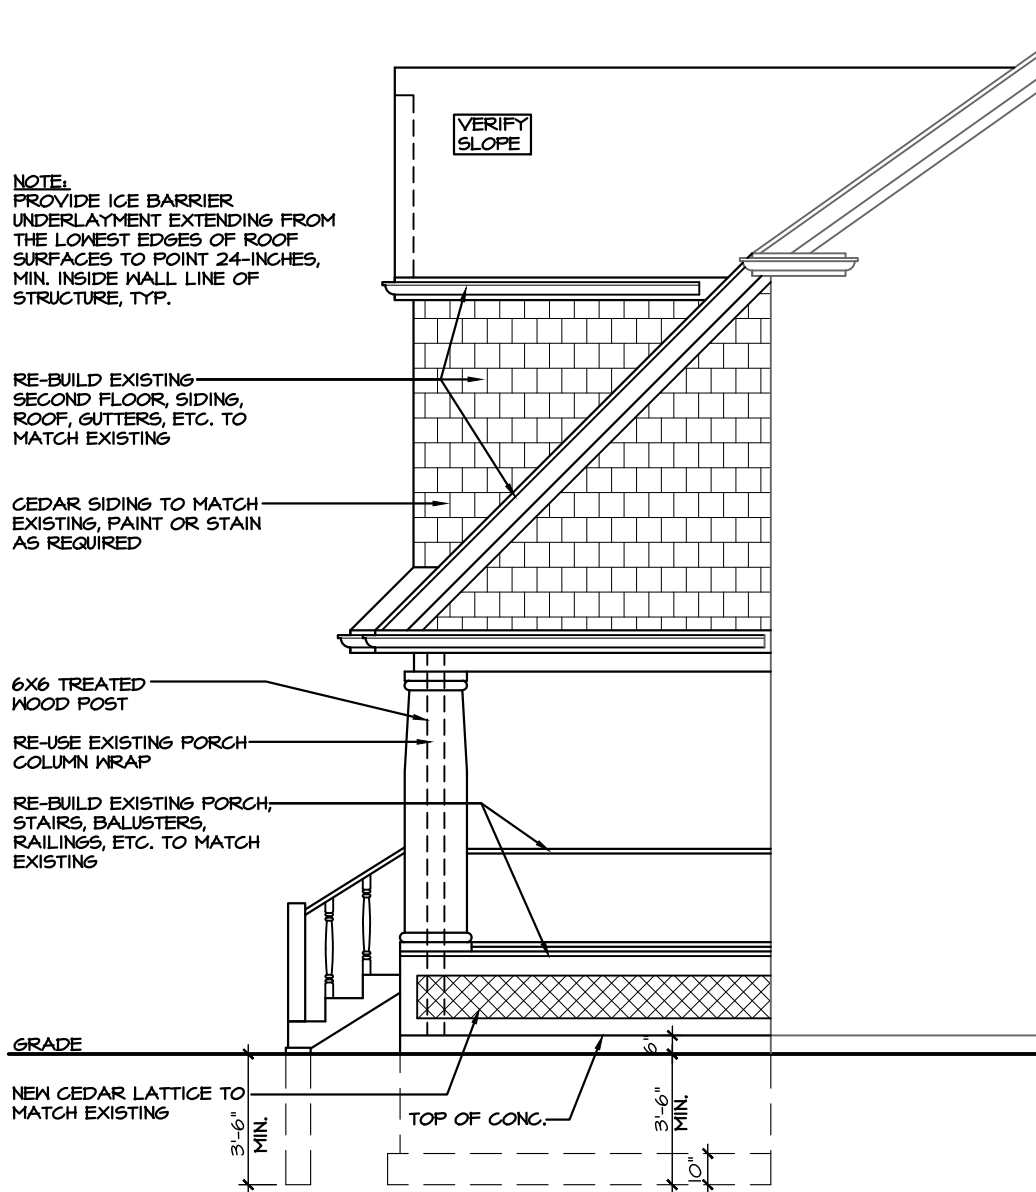 VERIFY
SLOPE
NOTE:
PROVIDE ICE BARRIER
UNDERLAYMENT EXTENDING FROM
THE LOWEST EDGES OF ROOF
SURFACES TO POINT 24-INCHES,
MIN. INSIDE WALL LINE OF
STRUCTURE, TYP.
RE-BUILD EXISTING
SECOND FLOOR, SIDING,
ROOF, GUTTERS, ETC. TO
MATCH EXISTING
CEDAR SIDING TO MATCH
EXISTING, PAINT OR STAIN
AS REQUIRED
6X6 TREATED
WOOD POST
RE-USE EXISTING PORCH
COLUMN WRAP
RE-BUILD EXISTING PORCH,
STAIRS, BALUSTERS,
RAILINGS, ETC. TO MATCH
EXISTING
GRADE
6"
NEW CEDAR LATTICE TO
MATCH EXISTING
TOP OF CONC.
3'-6"
MIN.
3'-6"
MIN.
10"